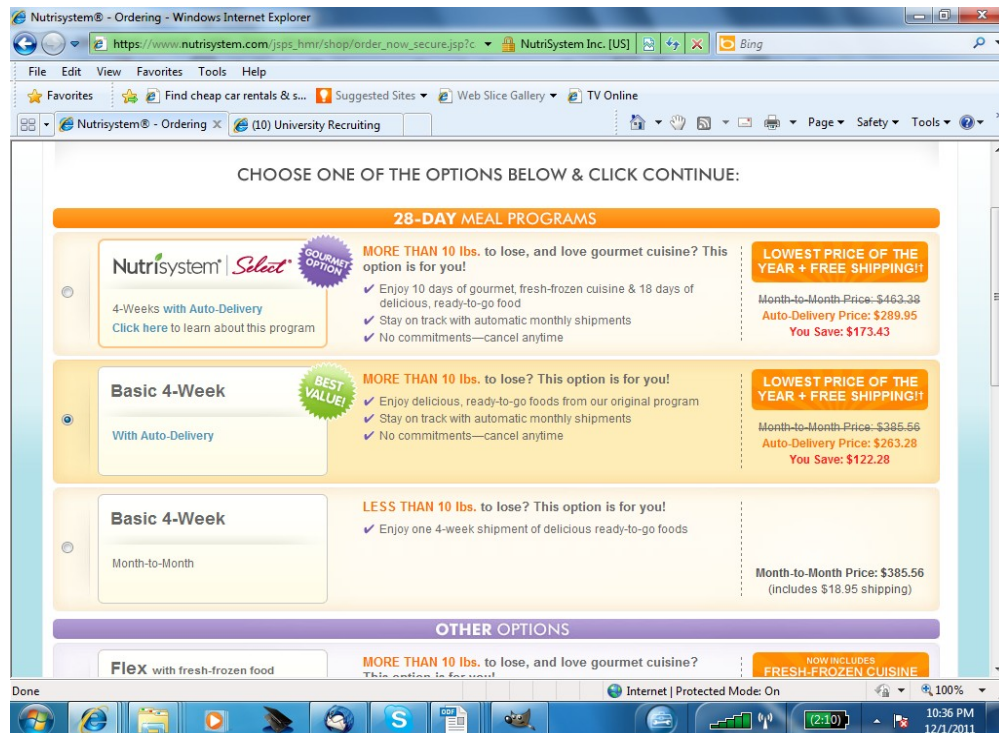 Nutrisystem® - Ordering - Windows Internet Explorer
https://www.nutrisystem.com/jsps_hmr/shop/order_now_secure.jsp?c
NutriSystem Inc. [US]
Bing
File Edit View Favorites Tools Help
Favorites Find cheap car rentals & s... Suggested Sites Web Slice Gallery TV Online
Nutrisystem® - Ordering X (10) University Recruiting Page Safety Tools
CHOOSE ONE OF THE OPTIONS BELOW & CLICK CONTINUE:
28-DAY MEAL PROGRAMS
Nutrisystem® | Select®
GOURMET
OPTION
4-Weeks with Auto-Delivery
Click here to learn about this program
MORE THAN 10 lbs. to lose, and love gourmet cuisine? This
option is for you!
✔ Enjoy 10 days of gourmet, fresh-frozen cuisine & 18 days of
delicious, ready-to-go food
✔ Stay on track with automatic monthly shipments
✔ No commitments—cancel anytime
LOWEST PRICE OF THE
YEAR + FREE SHIPPING!†
Month-to-Month Price: $463.38
Auto-Delivery Price: $289.95
You Save: $173.43
Basic 4-Week
BEST
VALUE!
With Auto-Delivery
MORE THAN 10 lbs. to lose? This option is for you!
✔ Enjoy delicious, ready-to-go foods from our original program
✔ Stay on track with automatic monthly shipments
✔ No commitments—cancel anytime
LOWEST PRICE OF THE
YEAR + FREE SHIPPING!†
Month-to-Month Price: $385.56
Auto-Delivery Price: $263.28
You Save: $122.28
Basic 4-Week
Month-to-Month
LESS THAN 10 lbs. to lose? This option is for you!
✔ Enjoy one 4-week shipment of delicious ready-to-go foods
Month-to-Month Price: $385.56
(includes $18.95 shipping)
OTHER OPTIONS
Flex with fresh-frozen food
MORE THAN 10 lbs. to lose, and love gourmet cuisine?
This option is for you!
NOW INCLUDES
FRESH-FROZEN CUISINE
Done Internet | Protected Mode: On 100%
ODF
(2:10)
10:36 PM
12/1/2011